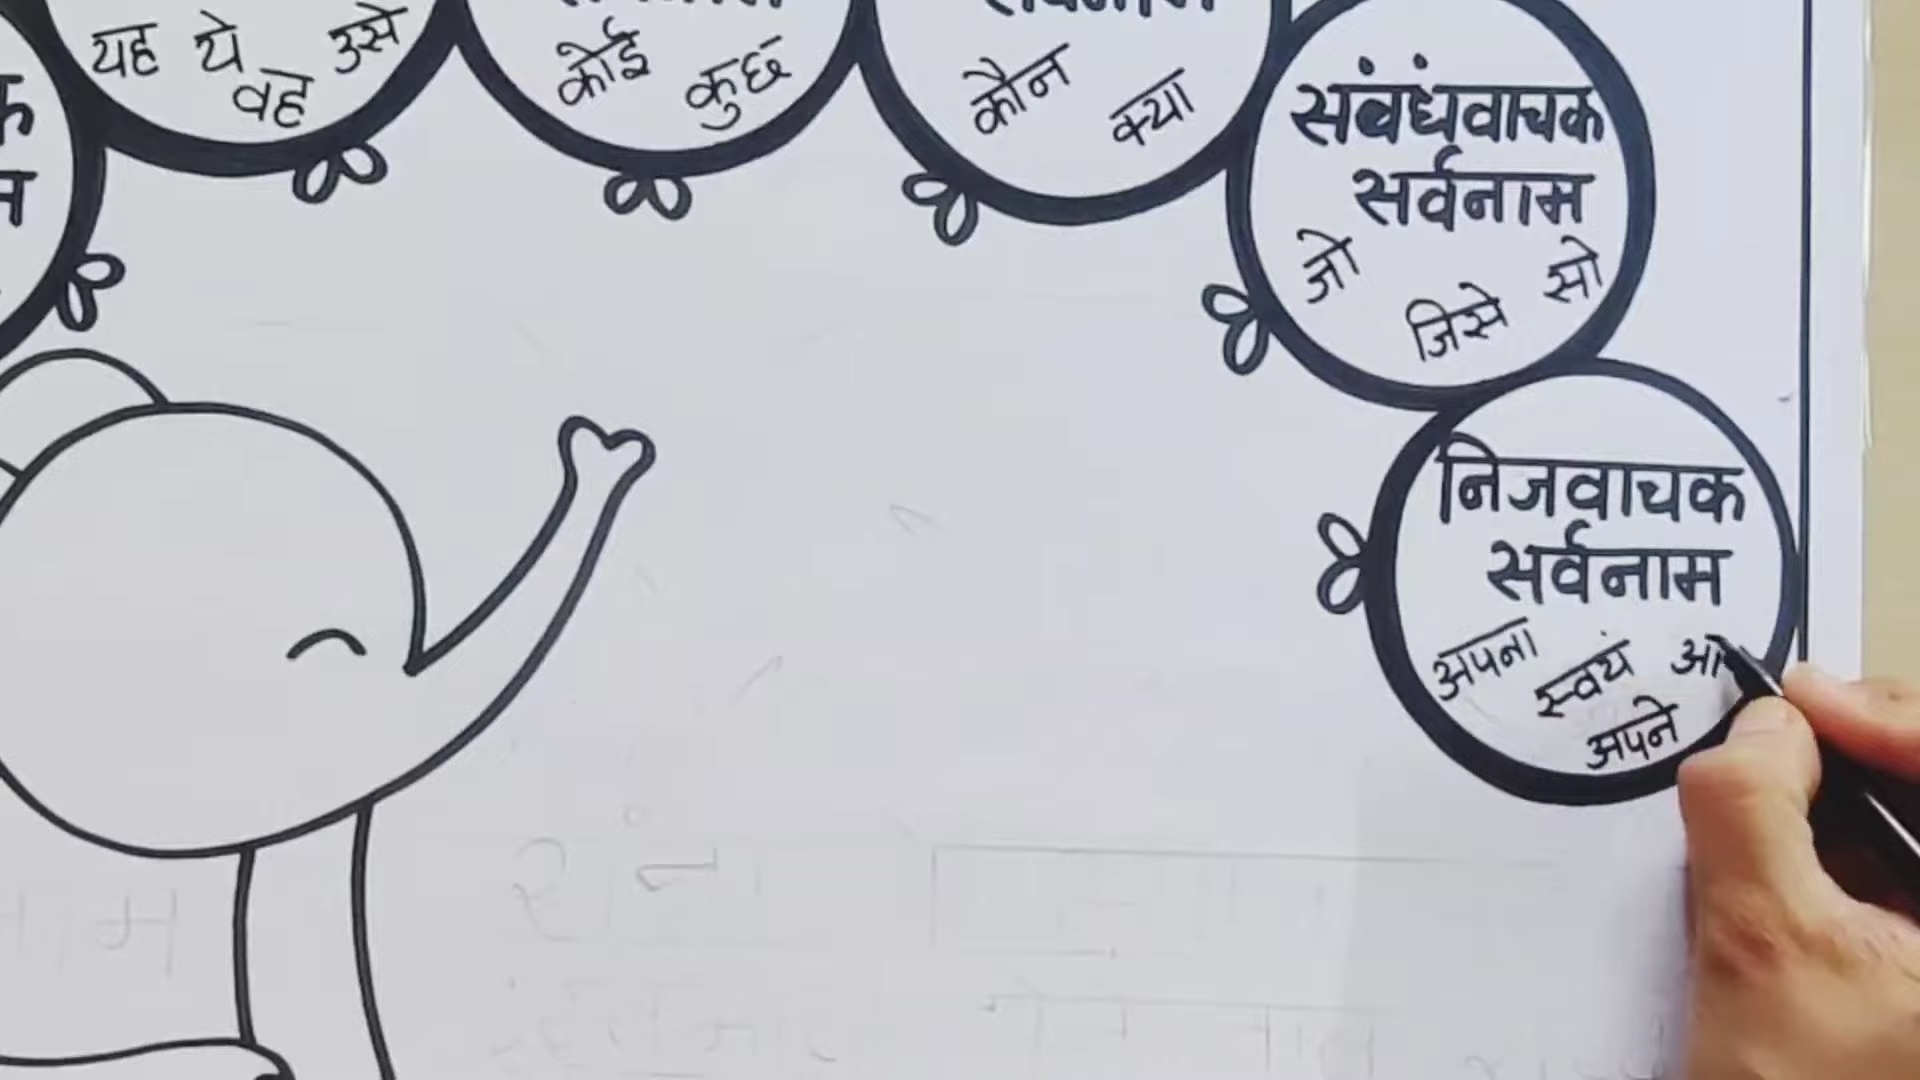 यह ये उसे
वह
कोई
कुछ
कौन
क्या
संबंधवाचक
सर्वनाम
जो
जिसे
सो
निजवाचक
सर्वनाम
अपना
स्वयं
अपने